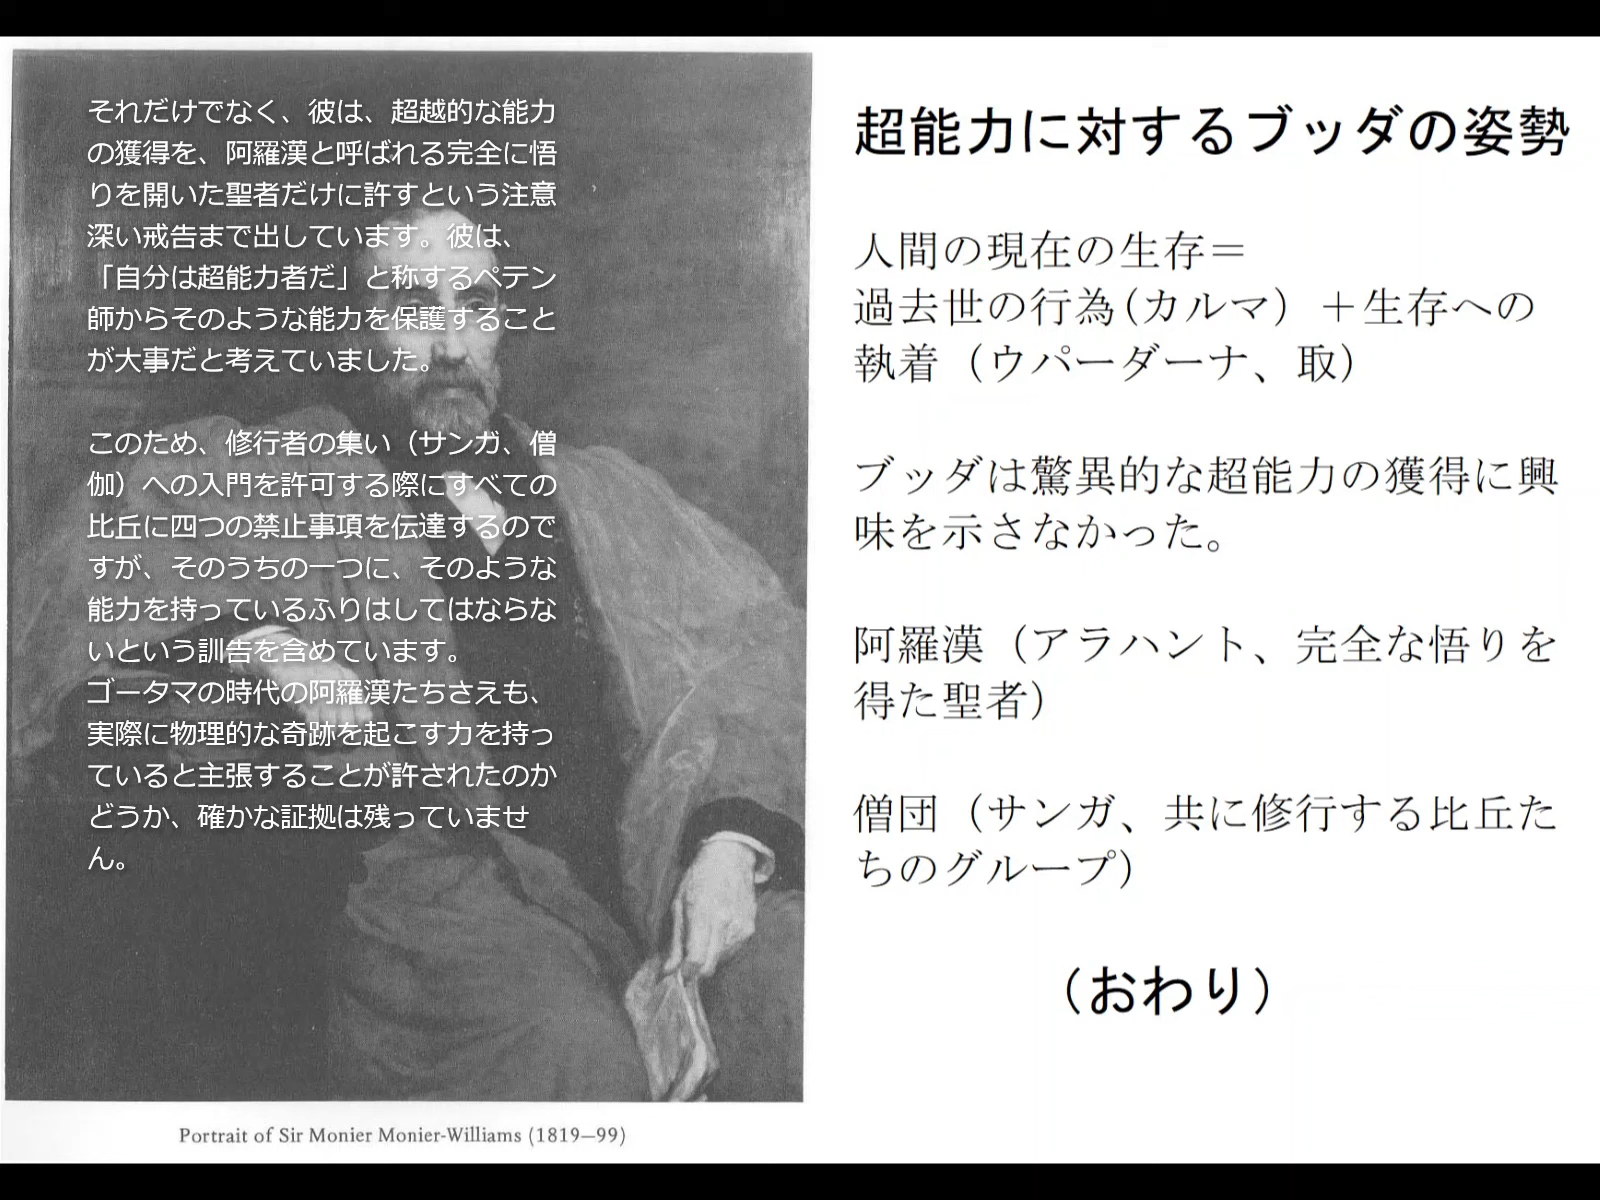 それだけでなく、彼は、超越的な能力
の獲得を、阿羅漢と呼ばれる完全に悟
りを開いた聖者だけに許すという注意
深い戒告まで出しています。彼は、
「自分は超能力者だ」と称するペテン
師からそのような能力を保護すること
が大事だと考えていました。
このため、修行者の集い（サンガ、僧
伽）への入門を許可する際にすべての
比丘に四つの禁止事項を伝達するので
すが、そのうちの一つに、そのような
能力を持っているふりはしてはならな
いという訓告を含めています。
ゴータマの時代の阿羅漢たちさえも、
実際に物理的な奇跡を起こす力を持っ
ていると主張することが許されたのか
どうか、確かな証拠は残っていませ
ん。
Portrait of Sir Monier Monier-Williams (1819–99)
超能力に対するブッダの姿勢
人間の現在の生存＝
過去世の行為(カルマ）＋生存への
執着（ウパーダーナ、取）
ブッダは驚異的な超能力の獲得に興
味を示さなかった。
阿羅漢（アラハント、完全な悟りを
得た聖者）
僧団（サンガ、共に修行する比丘た
ちのグループ）
（おわり）